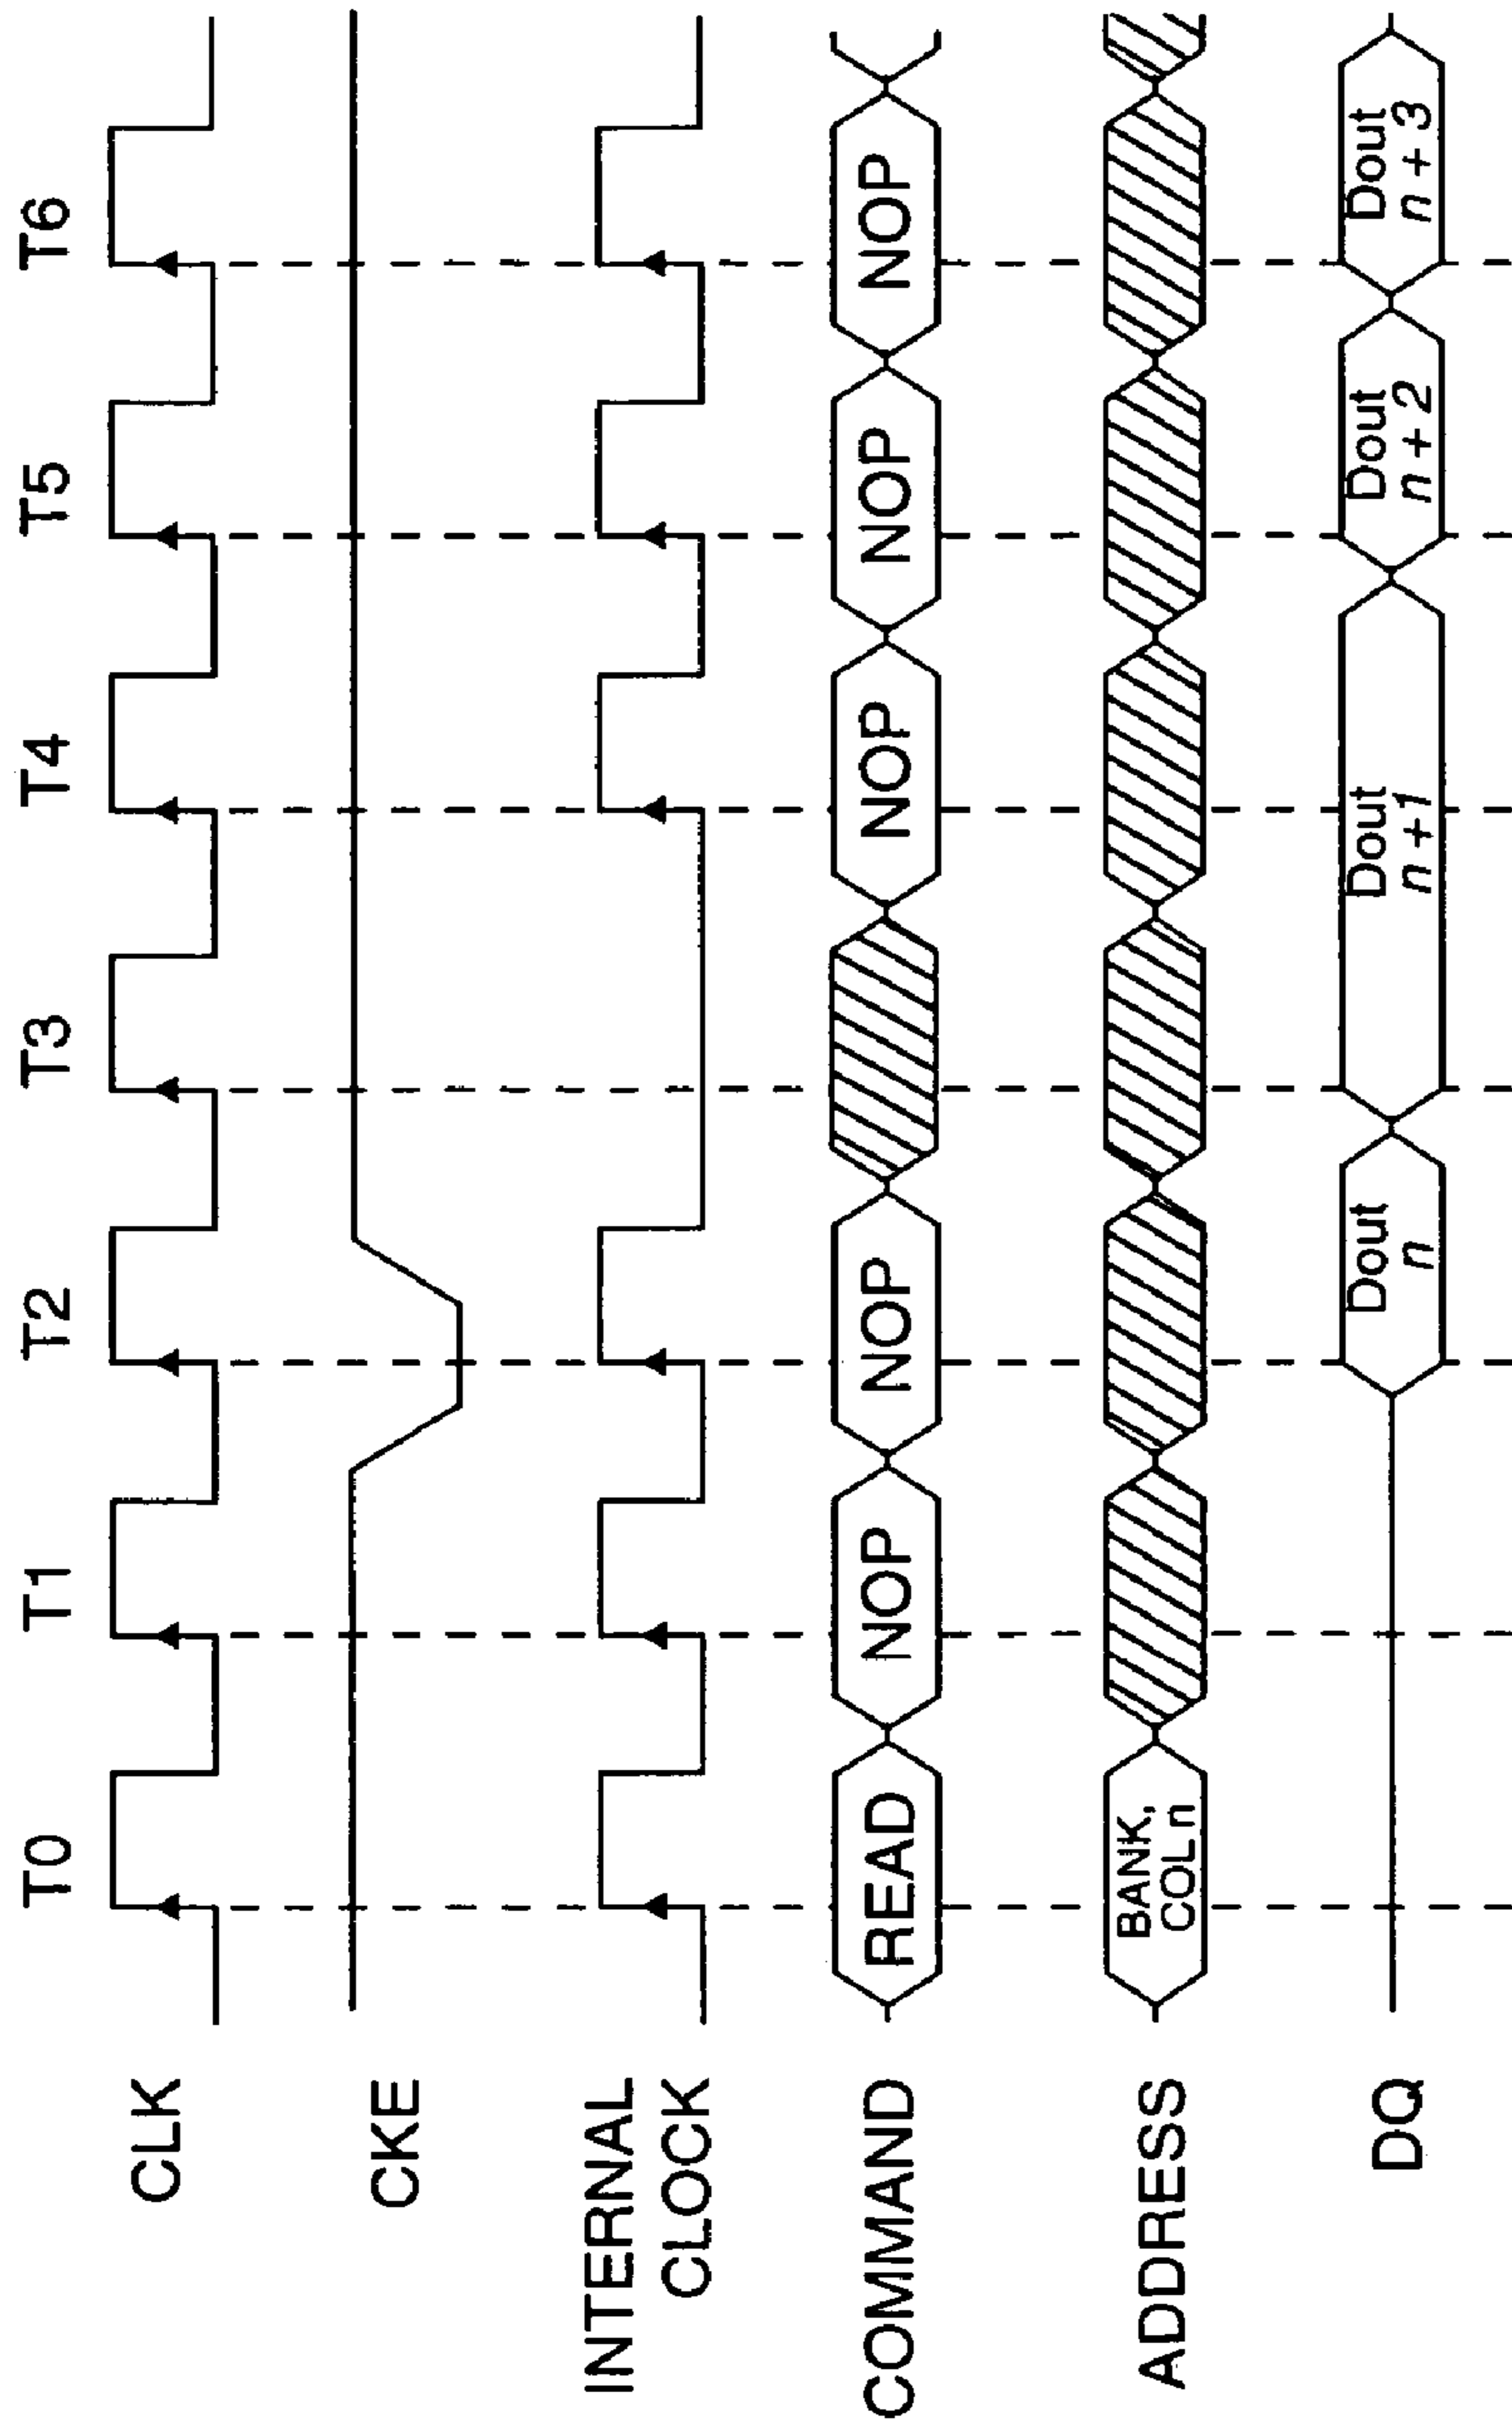 T0 T1 T2 T3 T4 T5 T6
CLK
CKE
INTERNAL
CLOCK
COMMAND
READ NOP NOP NOP NOP NOP
ADDRESS
BANK,
COL n
DQ
Dout
n
Dout
n + 1
Dout
n + 2
Dout
n + 3